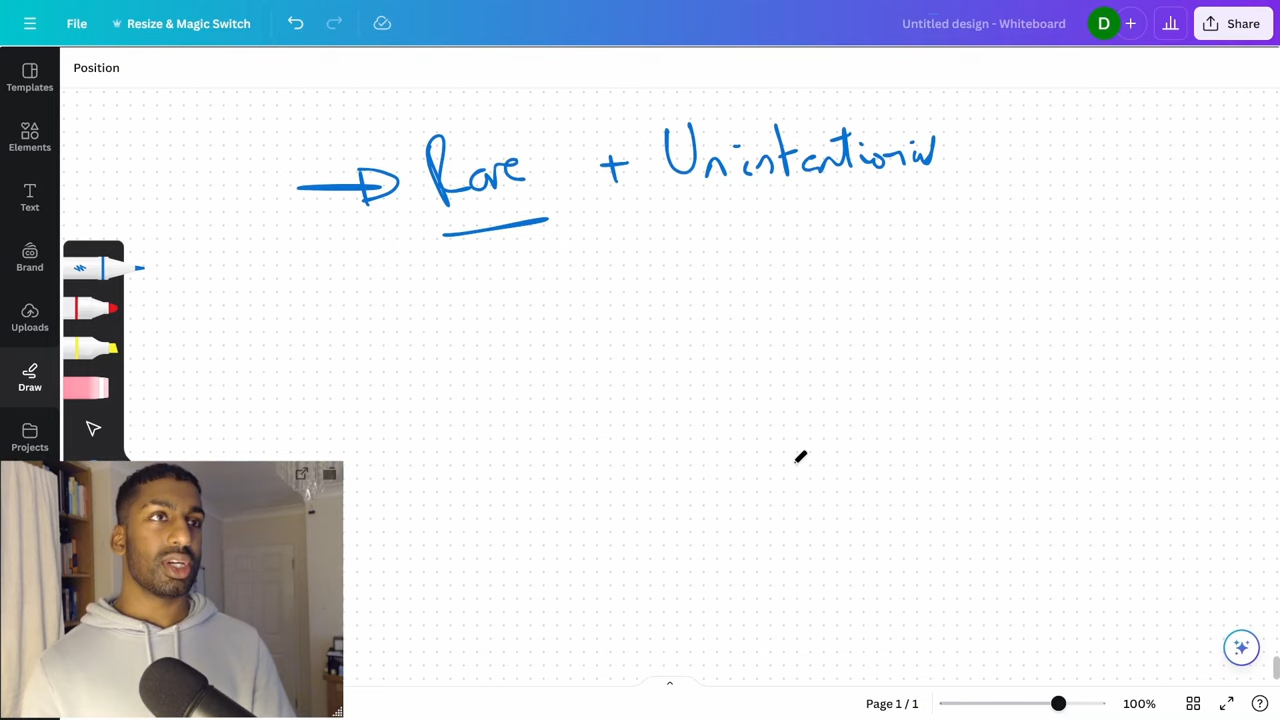 File Resize & Magic Switch Untitled design - Whiteboard D Share
Templates
Position
Elements
Text
Brand
Uploads
Draw
Projects
Rare + Unintentional
Page 1 / 1 100%